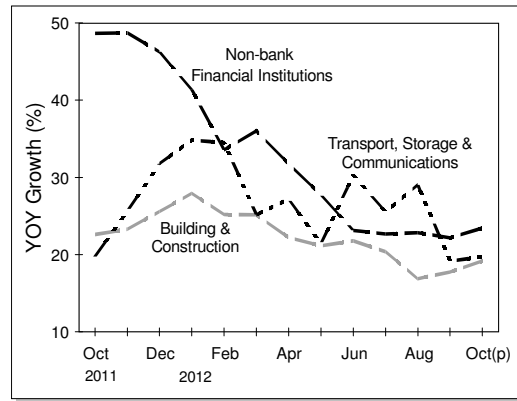 YOY Growth (%)
50
40
30
20
10
Non-bank
Financial Institutions
Transport, Storage &
Communications
Building &
Construction
Oct Dec Feb Apr Jun Aug Oct(p)
2011 2012